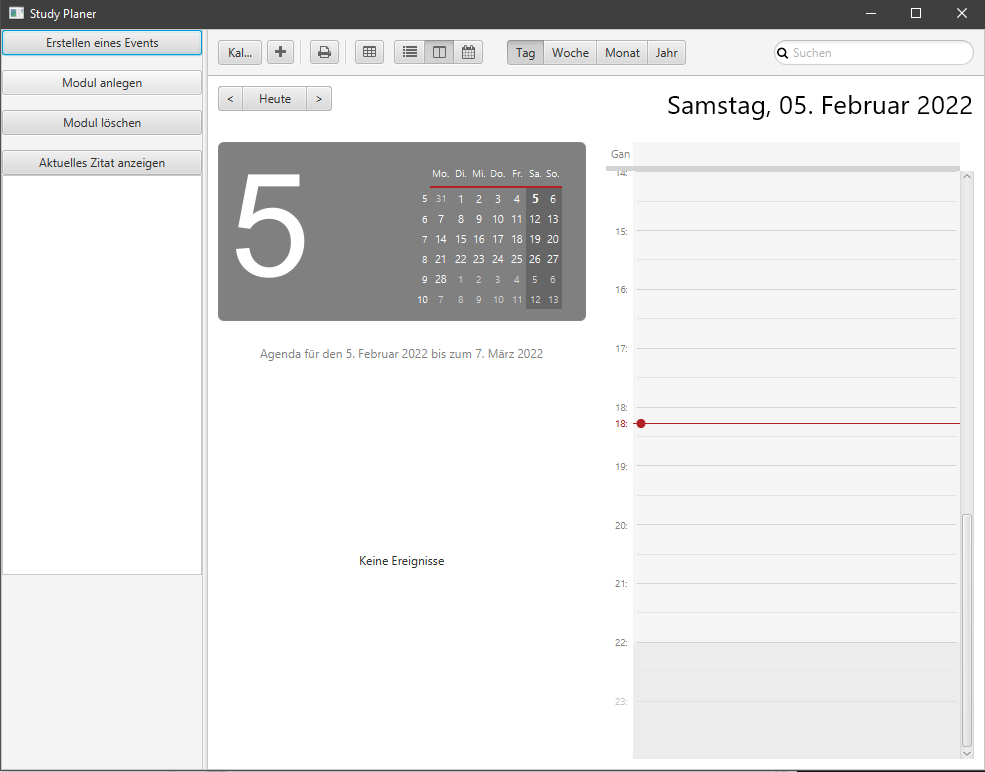 Study Planer
Erstellen eines Events
Modul anlegen
Modul löschen
Aktuelles Zitat anzeigen
Kal...
Tag Woche Monat Jahr
Suchen
< Heute >
Samstag, 05. Februar 2022
5
Mo. Di. Mi. Do. Fr. Sa. So.
5 31 1 2 3 4 5 6
6 7 8 9 10 11 12 13
7 14 15 16 17 18 19 20
8 21 22 23 24 25 26 27
9 28 1 2 3 4 5 6
10 7 8 9 10 11 12 13
Agenda für den 5. Februar 2022 bis zum 7. März 2022
Keine Ereignisse
Gan
14:
15:
16:
17:
18:
18:
19:
20:
21:
22:
23: